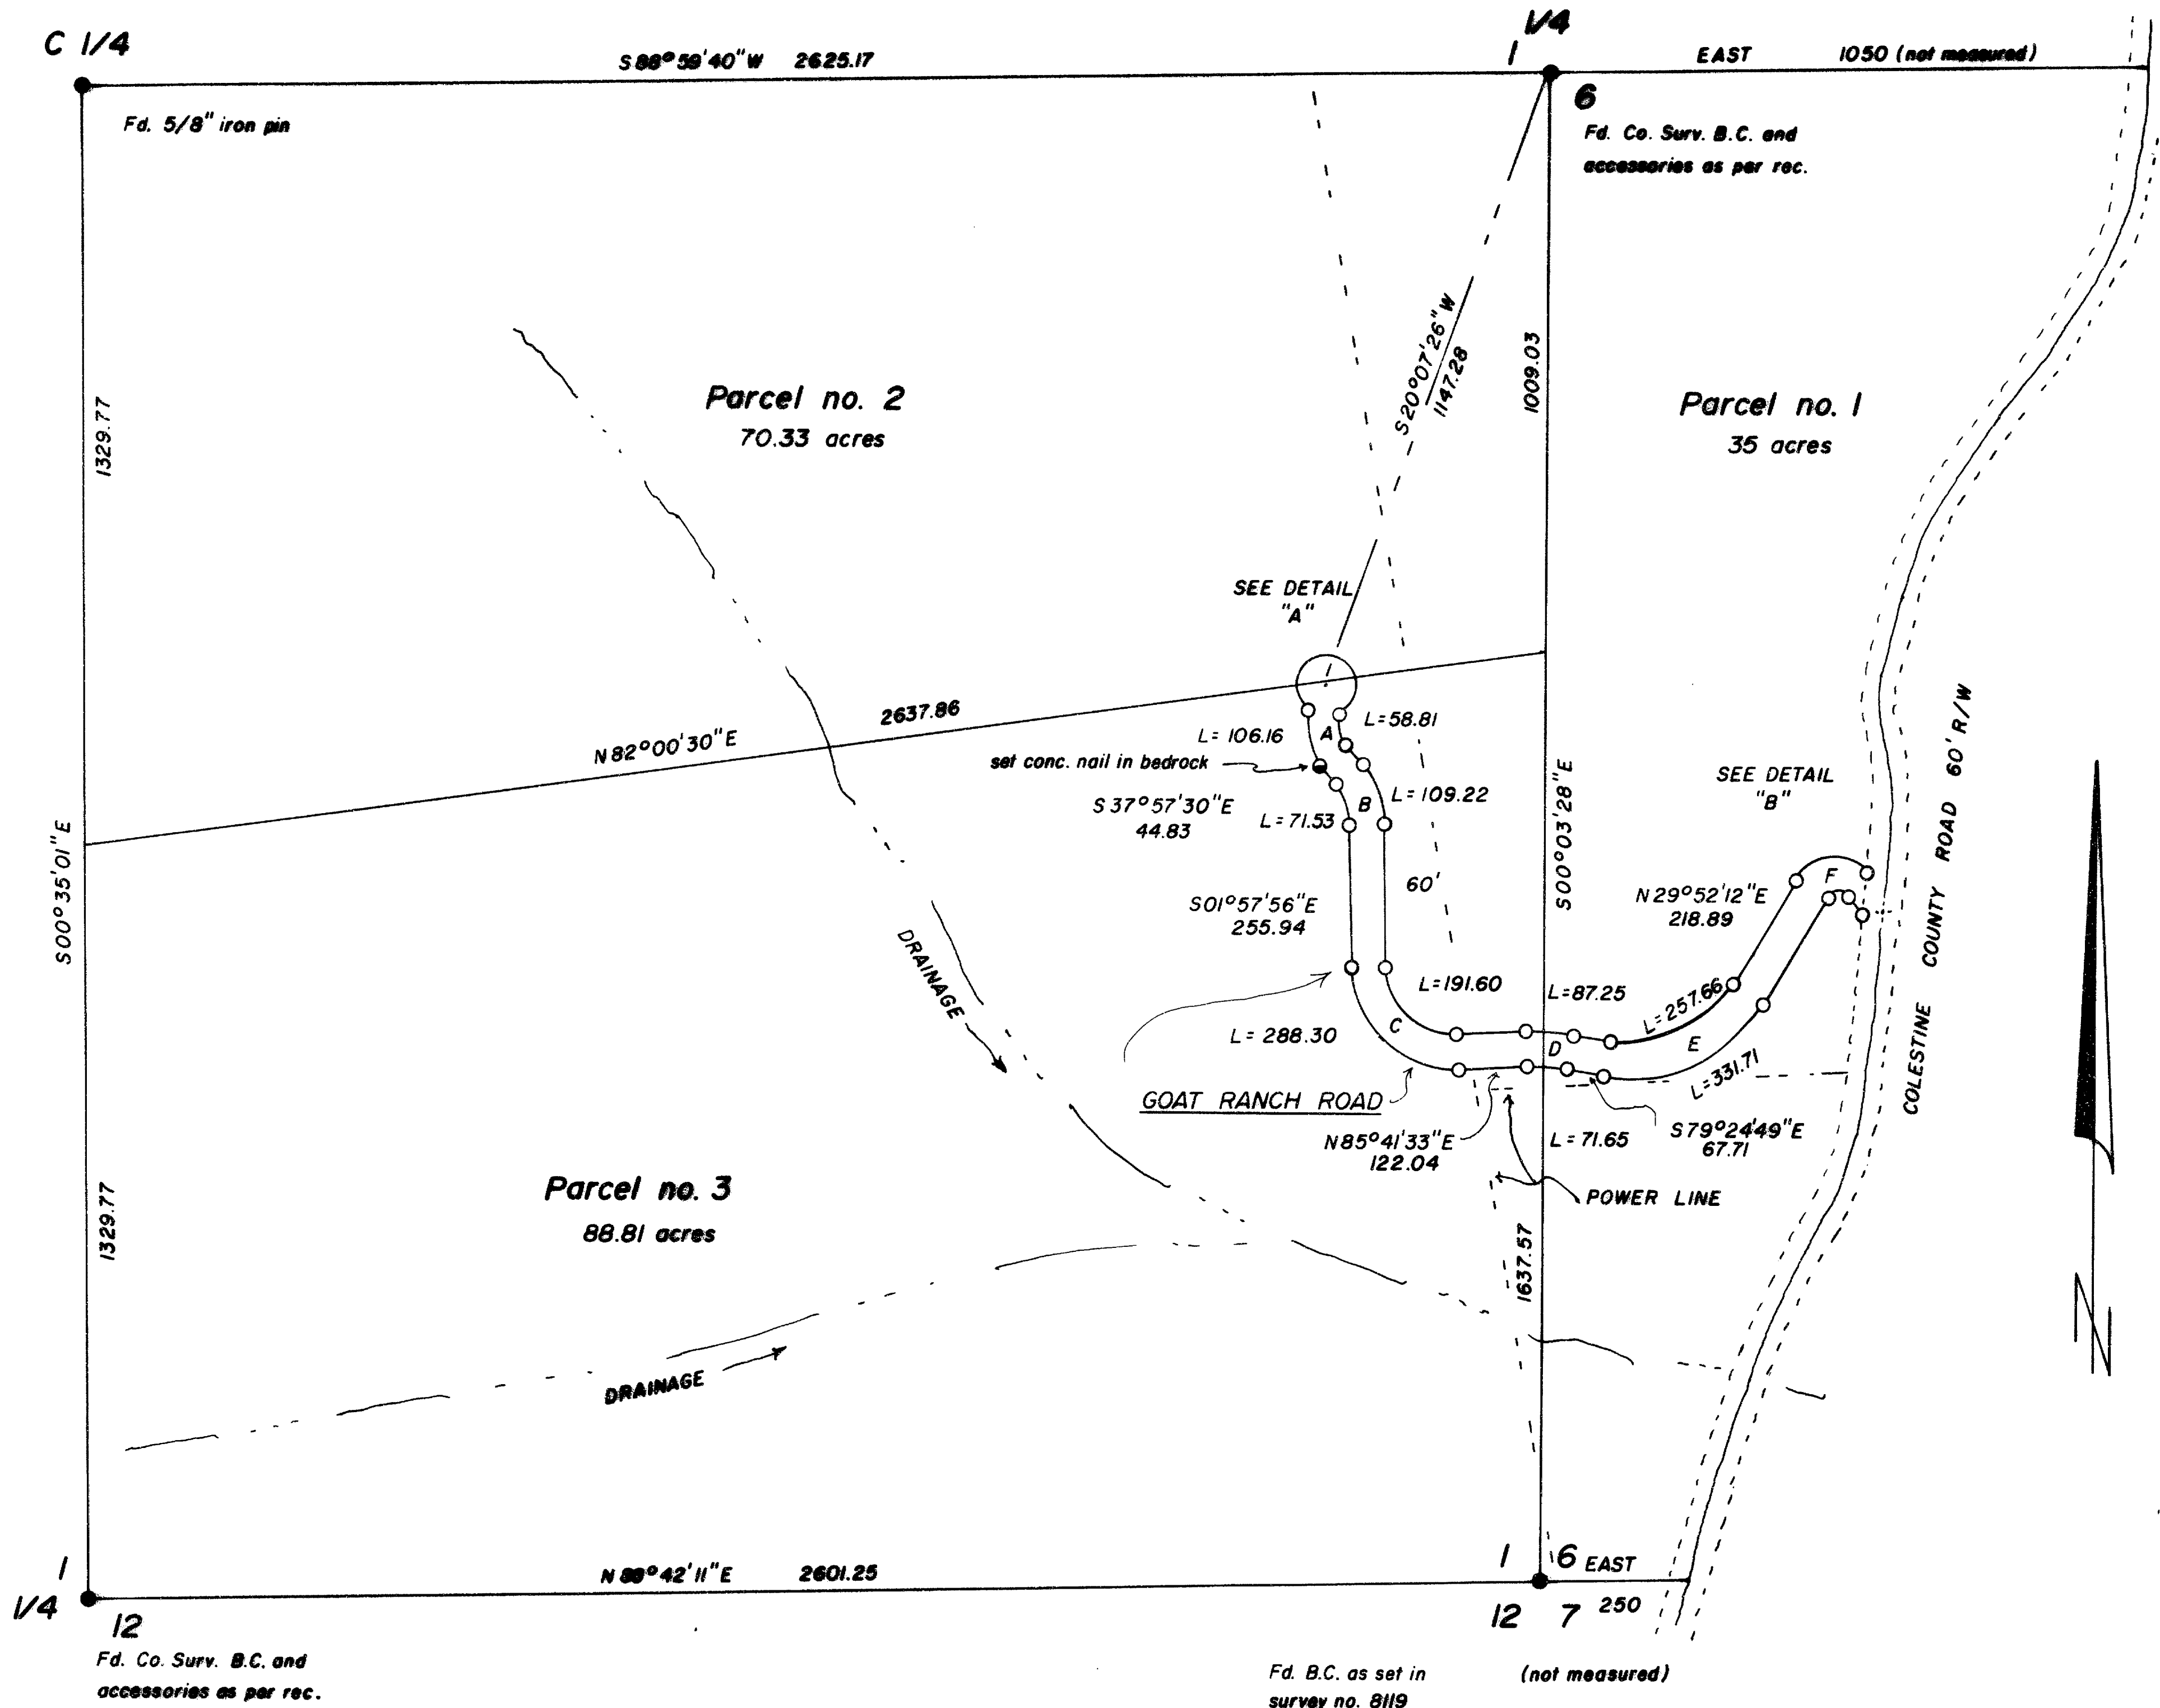 C 1/4
S 88° 59' 40" W 2625.17
1/4
1
EAST 1050 (not measured)
6
Fd. 5/8" iron pin
Fd. Co. Surv. B.C. and
accessories as per rec.
S20°07'26"W
1147.28
1009.03
1329.77
Parcel no. 2
70.33 acres
Parcel no. 1
35 acres
SEE DETAIL
"A"
2637.86
N 82°00'30"E
L=58.81
A
L= 106.16
set conc. nail in bedrock
S 37°57'30"E
44.83
L=109.22
B
L=71.53
S00°03'28"E
SEE DETAIL
"B"
COLESTINE COUNTY ROAD 60' R/W
S00°35'01"E
60'
S01°57'56"E
255.94
N 29°52'12"E
218.89
F
DRAINAGE
L=191.60
L=87.25
L=257.66
C
L= 288.30
D
E
L=331.71
GOAT RANCH ROAD
N85°41'33"E
122.04
L=71.65
S79°24'49"E
67.71
POWER LINE
Parcel no. 3
88.81 acres
1329.77
1637.57
DRAINAGE
N
1
1/4
12
N 88°42'11"E 2601.25
1
6 EAST
12 7 250
Fd. Co. Surv. B.C. and
accessories as per rec.
Fd. B.C. as set in
survey no. 8119
(not measured)